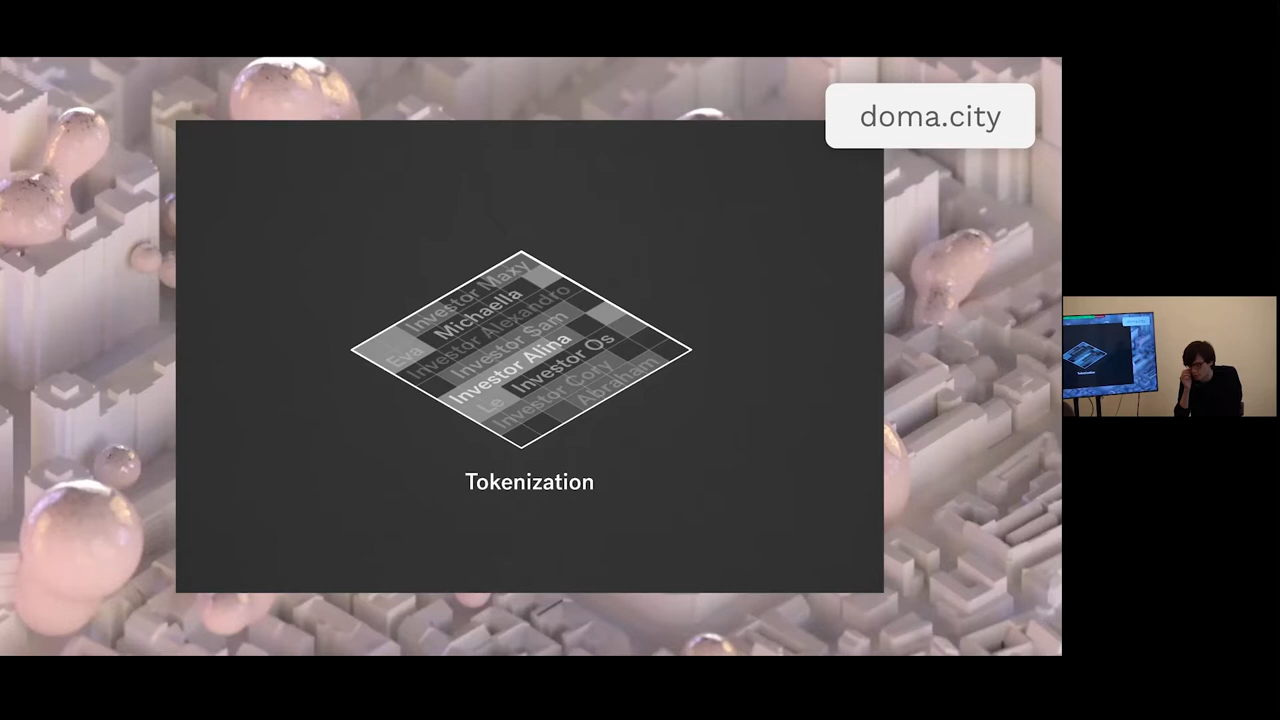 doma.city
Investor Maxy
Michaella
Eva
Investor Alexandro
Investor Sam
Investor Alina
Investor Os
Le
Investor Cory
Abraham
Tokenization